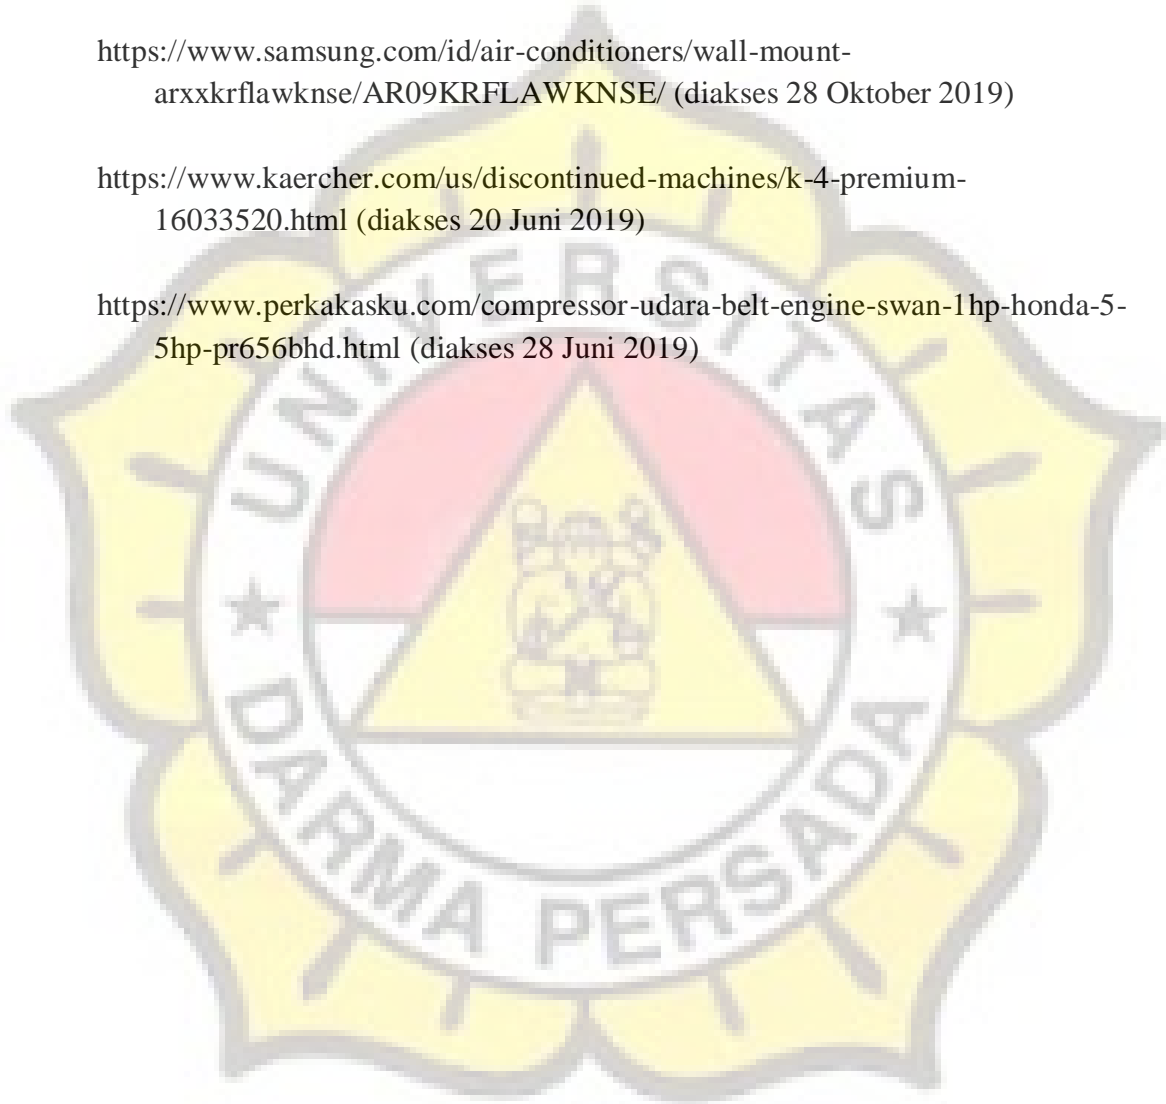 https://www.samsung.com/id/air-conditioners/wall-mount-
arxxkrflawknse/AR09KRFLAWKNSE/ (diakses 28 Oktober 2019)
https://www.kaercher.com/us/discontinued-machines/k-4-premium-
16033520.html (diakses 20 Juni 2019)
https://www.perkakasku.com/compressor-udara-belt-engine-swan-1hp-honda-5-
5hp-pr656bhd.html (diakses 28 Juni 2019)
UNIVERSITAS
DARMA PERSADA